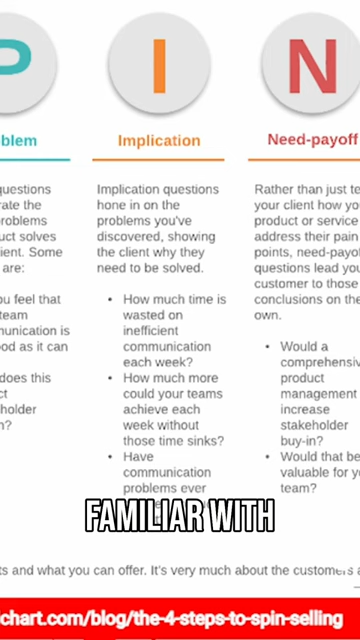 P I N
blem Implication Need-payoff
questions
rate the
problems
uct solves
ient. Some
are:
ou feel that
team
munication is
ood as it can
does this
ct
holder
n?
Implication questions
hone in on the
problems you've
discovered, showing
the client why they
need to be solved.
• How much time is
wasted on
inefficient
communication
each week?
• How much more
could your teams
achieve each
week without
those time sinks?
• Have
communication
problems ever
Rather than just te
your client how you
product or service
address their pain
points, need-payof
questions lead you
customer to those
conclusions on the
own.
• Would a
comprehensiv
product
management
increase
stakeholder
buy-in?
• Would that be
valuable for yo
team?
FAMILIAR WITH
ts and what you can offer. It's very much about the customers a
ichart.com/blog/the-4-steps-to-spin-selling